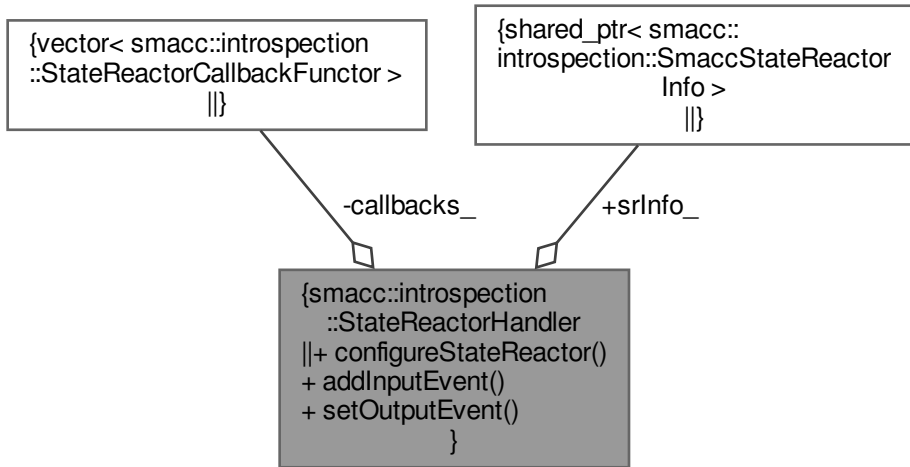 {vector< smacc::introspection
::StateReactorCallbackFunctor >
||}
{shared_ptr< smacc::
introspection::SmaccStateReactor
Info >
||}
-callbacks_
+srInfo_
{smacc::introspection
::StateReactorHandler
||+ configureStateReactor()
+ addInputEvent()
+ setOutputEvent()
}